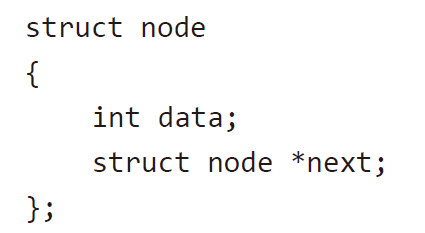 struct node
{
    int data;
    struct node *next;
};